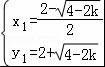 { x₁=(2-√(4-2k))/2
y₁=2+√(4-2k)